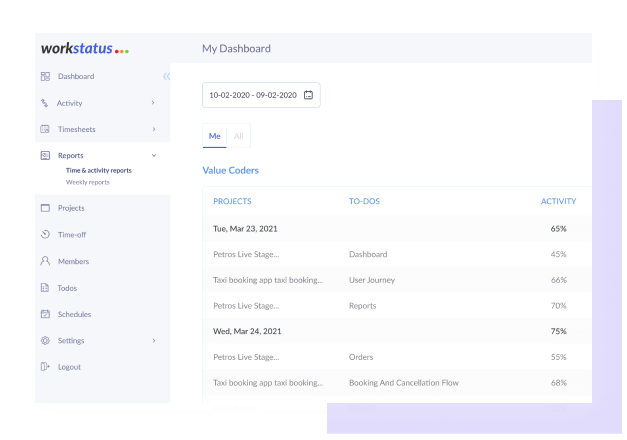 workstatus
My Dashboard
Dashboard
Activity
Timesheets
Reports
Time & activity reports
Weekly reports
Projects
Time-off
Members
Todos
Schedules
Settings
Logout
10-02-2020 - 09-02-2020
Me All
Value Coders
PROJECTS TO-DOS ACTIVITY
Tue, Mar 23, 2021 65%
Petros Live Stage... Dashboard 45%
Taxi booking app taxi booking... User Journey 66%
Petros Live Stage... Reports 70%
Wed, Mar 24, 2021 75%
Petros Live Stage... Orders 55%
Taxi booking app taxi booking... Booking And Cancellation Flow 68%